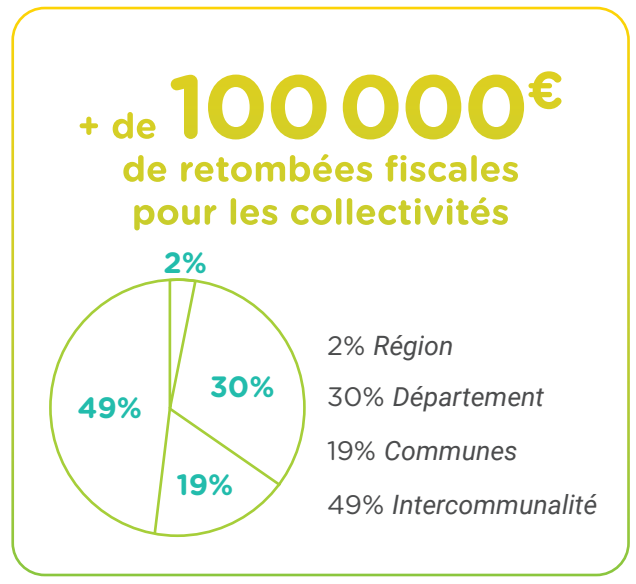 + de 100 000€
de retombées fiscales
pour les collectivités
2%
30%
49%
19%
2% Région
30% Département
19% Communes
49% Intercommunalité